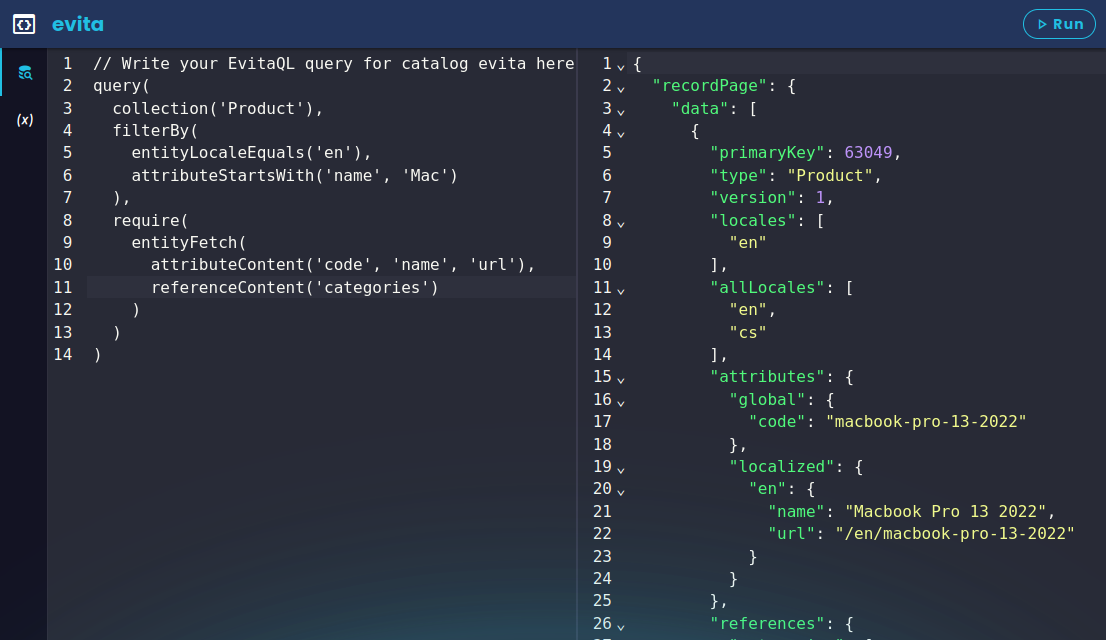 evita
Run
(x)
1 // Write your EvitaQL query for catalog evita here
2 query(
3   collection('Product'),
4   filterBy(
5     entityLocaleEquals('en'),
6     attributeStartsWith('name', 'Mac')
7   ),
8   require(
9     entityFetch(
10       attributeContent('code', 'name', 'url'),
11       referenceContent('categories')
12     )
13   )
14 )
1 {
2   "recordPage": {
3     "data": [
4       {
5         "primaryKey": 63049,
6         "type": "Product",
7         "version": 1,
8         "locales": [
9           "en"
10         ],
11         "allLocales": [
12           "en",
13           "cs"
14         ],
15         "attributes": {
16           "global": {
17             "code": "macbook-pro-13-2022"
18           },
19           "localized": {
20             "en": {
21               "name": "Macbook Pro 13 2022",
22               "url": "/en/macbook-pro-13-2022"
23             }
24           }
25         },
26         "references": {